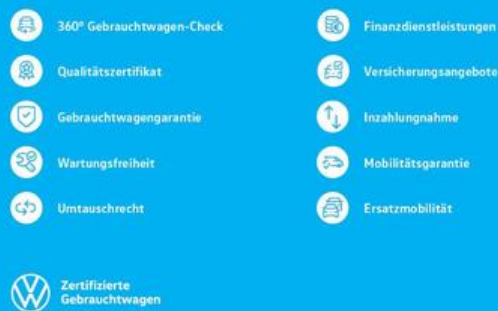 360° Gebrauchtwagen-Check
Qualitätszertifikat
Gebrauchtwagengarantie
Wartungsfreiheit
Umtauschrecht
Finanzdienstleistungen
Versicherungsangebote
Inzahlungnahme
Mobilitätsgarantie
Ersatzmobilität
Zertifizierte
Gebrauchtwagen